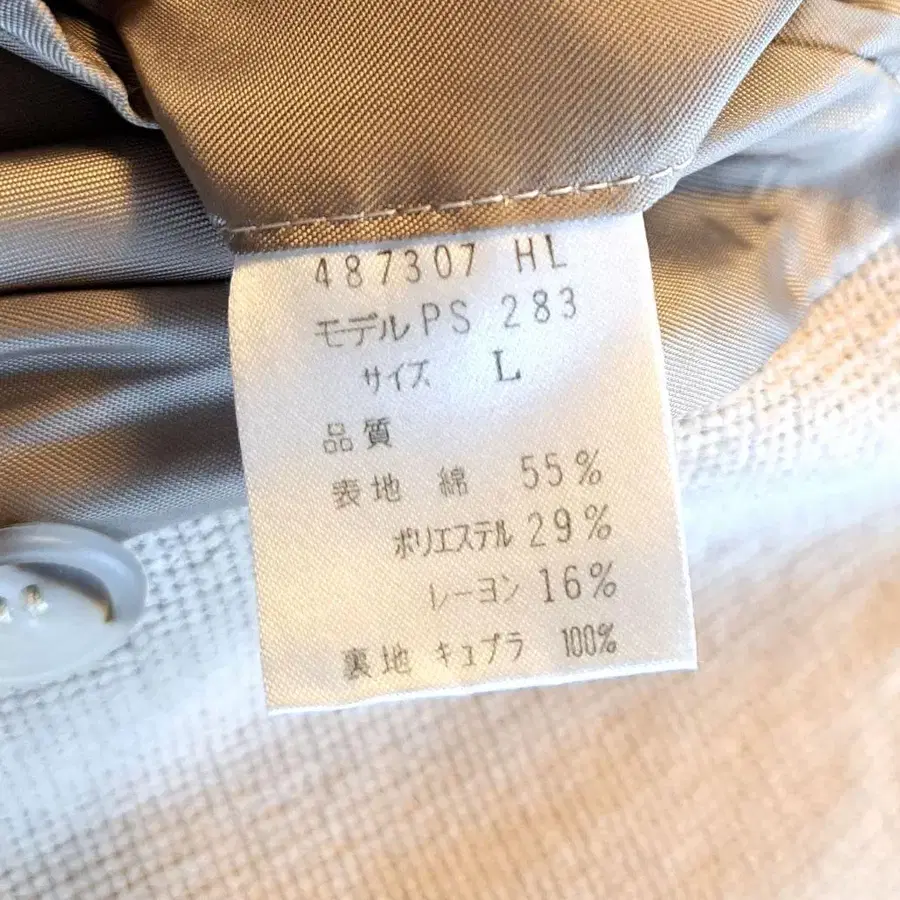 487307 HL
モデル PS 283
サイズ L
品質
表地 綿 55%
ポリエステル 29%
レーヨン 16%
裏地 キュプラ 100%